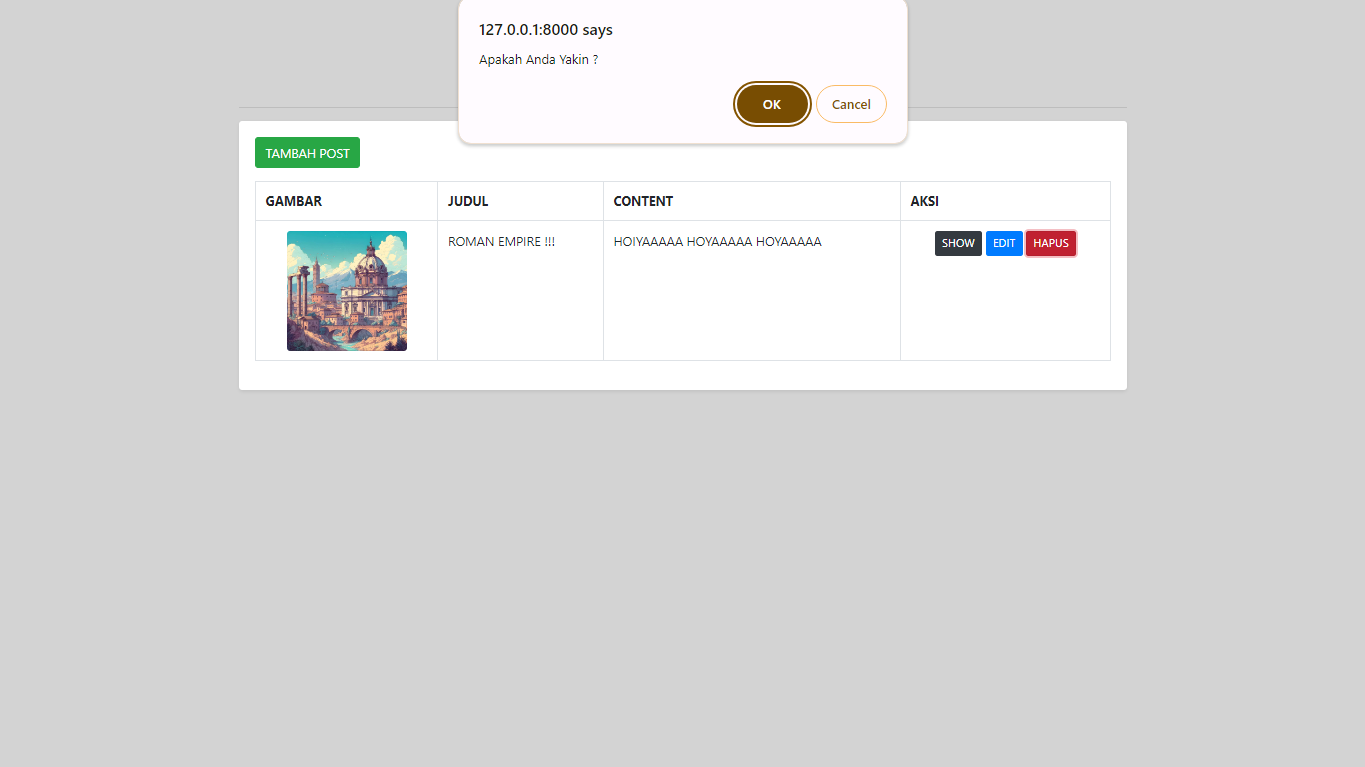 127.0.0.1:8000 says
Apakah Anda Yakin ?
OK Cancel
TAMBAH POST
GAMBAR JUDUL CONTENT AKSI
ROMAN EMPIRE !!! HOIYAAAAA HOYAAAAA HOYAAAAA SHOW EDIT HAPUS